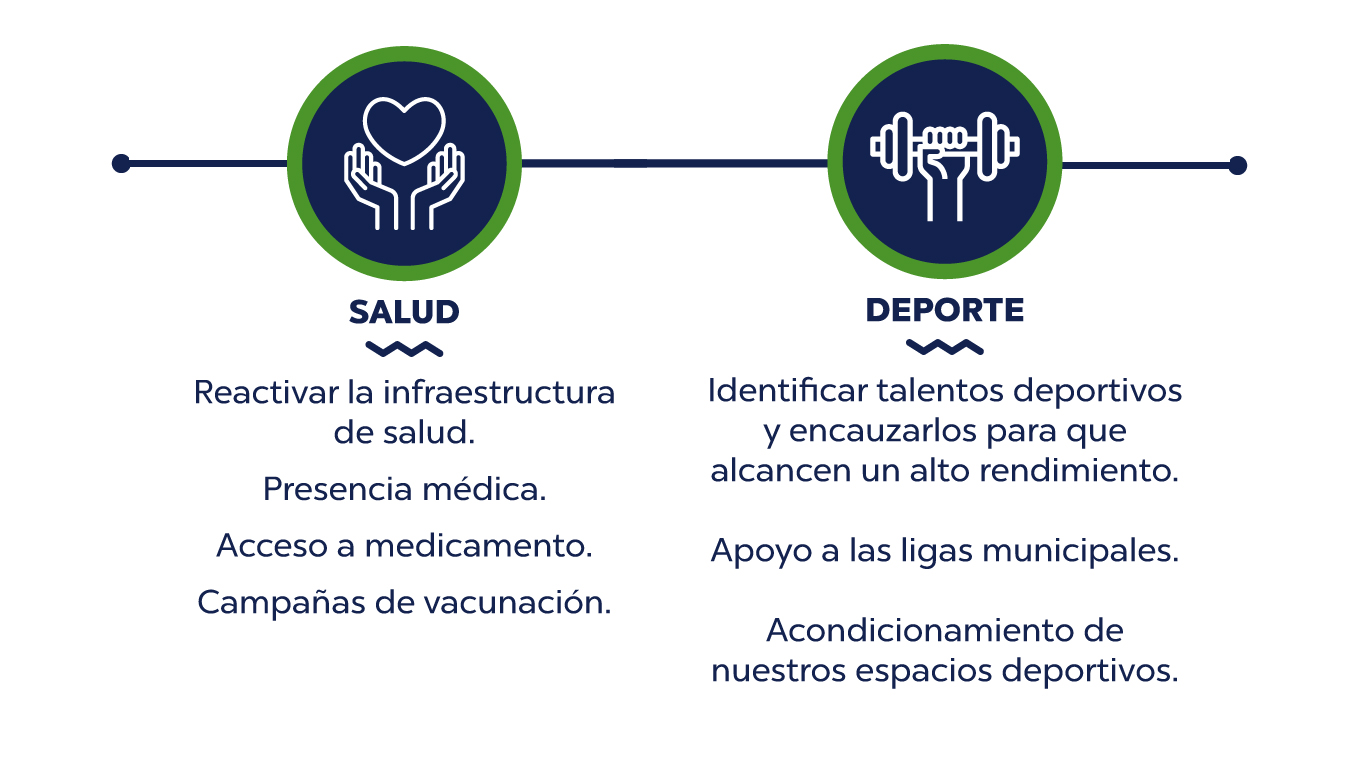 SALUD
Reactivar la infraestructura
de salud.
Presencia médica.
Acceso a medicamento.
Campañas de vacunación.
DEPORTE
Identificar talentos deportivos
y encauzarlos para que
alcancen un alto rendimiento.
Apoyo a las ligas municipales.
Acondicionamiento de
nuestros espacios deportivos.